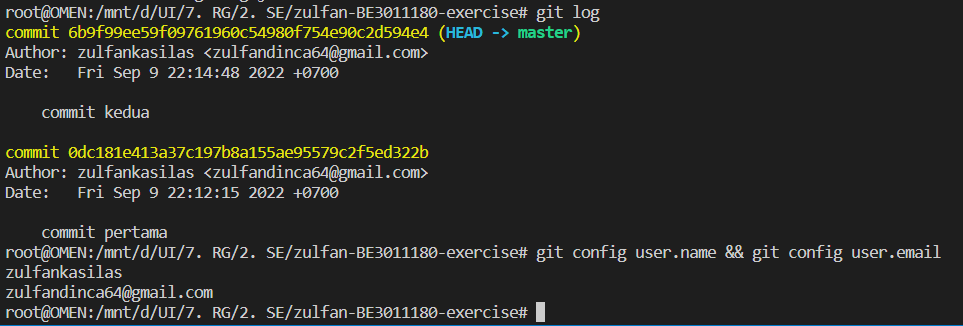 root@OMEN:/mnt/d/UI/7. RG/2. SE/zulfan-BE3011180-exercise# git log
commit 6b9f99ee59f09761960c54980f754e90c2d594e4 (HEAD -> master)
Author: zulfankasilas <zulfandinca64@gmail.com>
Date:   Fri Sep 9 22:14:48 2022 +0700
    commit kedua
commit 0dc181e413a37c197b8a155ae95579c2f5ed322b
Author: zulfankasilas <zulfandinca64@gmail.com>
Date:   Fri Sep 9 22:12:15 2022 +0700
    commit pertama
root@OMEN:/mnt/d/UI/7. RG/2. SE/zulfan-BE3011180-exercise# git config user.name && git config user.email
zulfankasilas
zulfandinca64@gmail.com
root@OMEN:/mnt/d/UI/7. RG/2. SE/zulfan-BE3011180-exercise#